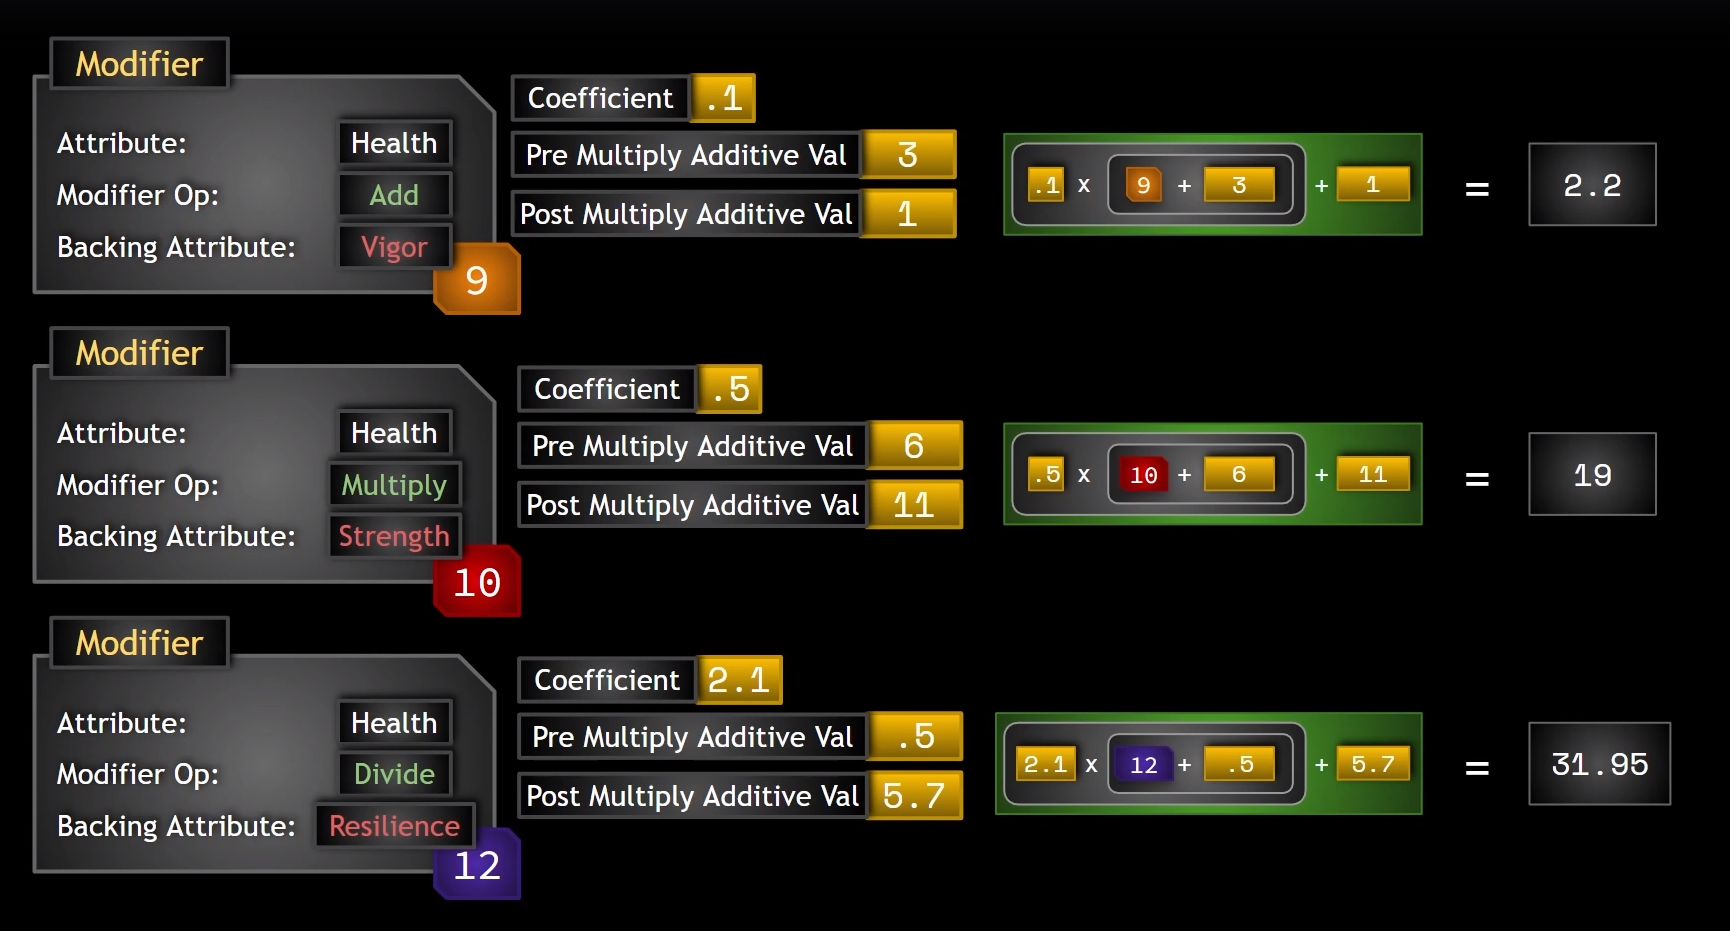 Modifier
Attribute: Health
Modifier Op: Add
Backing Attribute: Vigor
9
Coefficient .1
Pre Multiply Additive Val 3
Post Multiply Additive Val 1
.1 x 9 + 3 + 1 = 2.2
Modifier
Attribute: Health
Modifier Op: Multiply
Backing Attribute: Strength
10
Coefficient .5
Pre Multiply Additive Val 6
Post Multiply Additive Val 11
.5 x 10 + 6 + 11 = 19
Modifier
Attribute: Health
Modifier Op: Divide
Backing Attribute: Resilience
12
Coefficient 2.1
Pre Multiply Additive Val .5
Post Multiply Additive Val 5.7
2.1 x 12 + .5 + 5.7 = 31.95